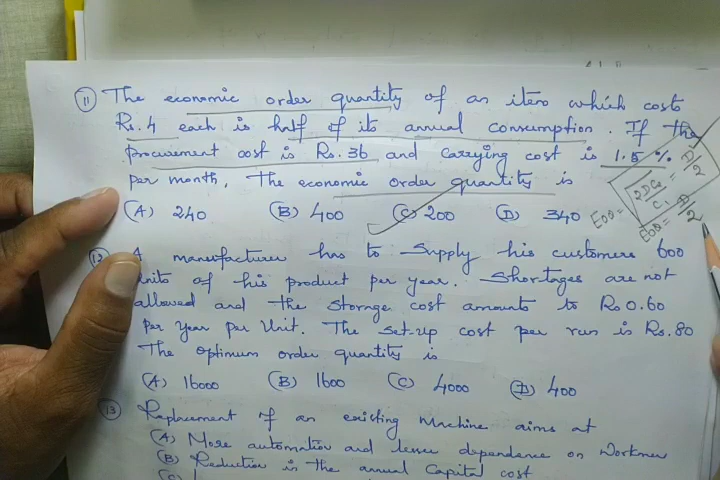 11 The economic order quantity of an item which costs
Rs.4 each is half of its annual consumption. If the
procurement cost is Rs.36 and carrying cost is 1.5%
per month, The economic order quantity is
(A) 240 (B) 400 (C) 200 (D) 340
EOQ = √2DC2/C1 = D/2
EOQ = D/2
12 A manufacturer has to supply his customers 600
units of his product per year. Shortages are not
allowed and the storage cost amounts to Rs 0.60
per year per unit. The set-up cost per run is Rs.80
The optimum order quantity is
(A) 16000 (B) 1600 (C) 4000 (D) 400
13 Replacement of an existing Machine aims at
(A) More automation and lesser dependence on Workmen
(B) Reduction in the annual Capital cost